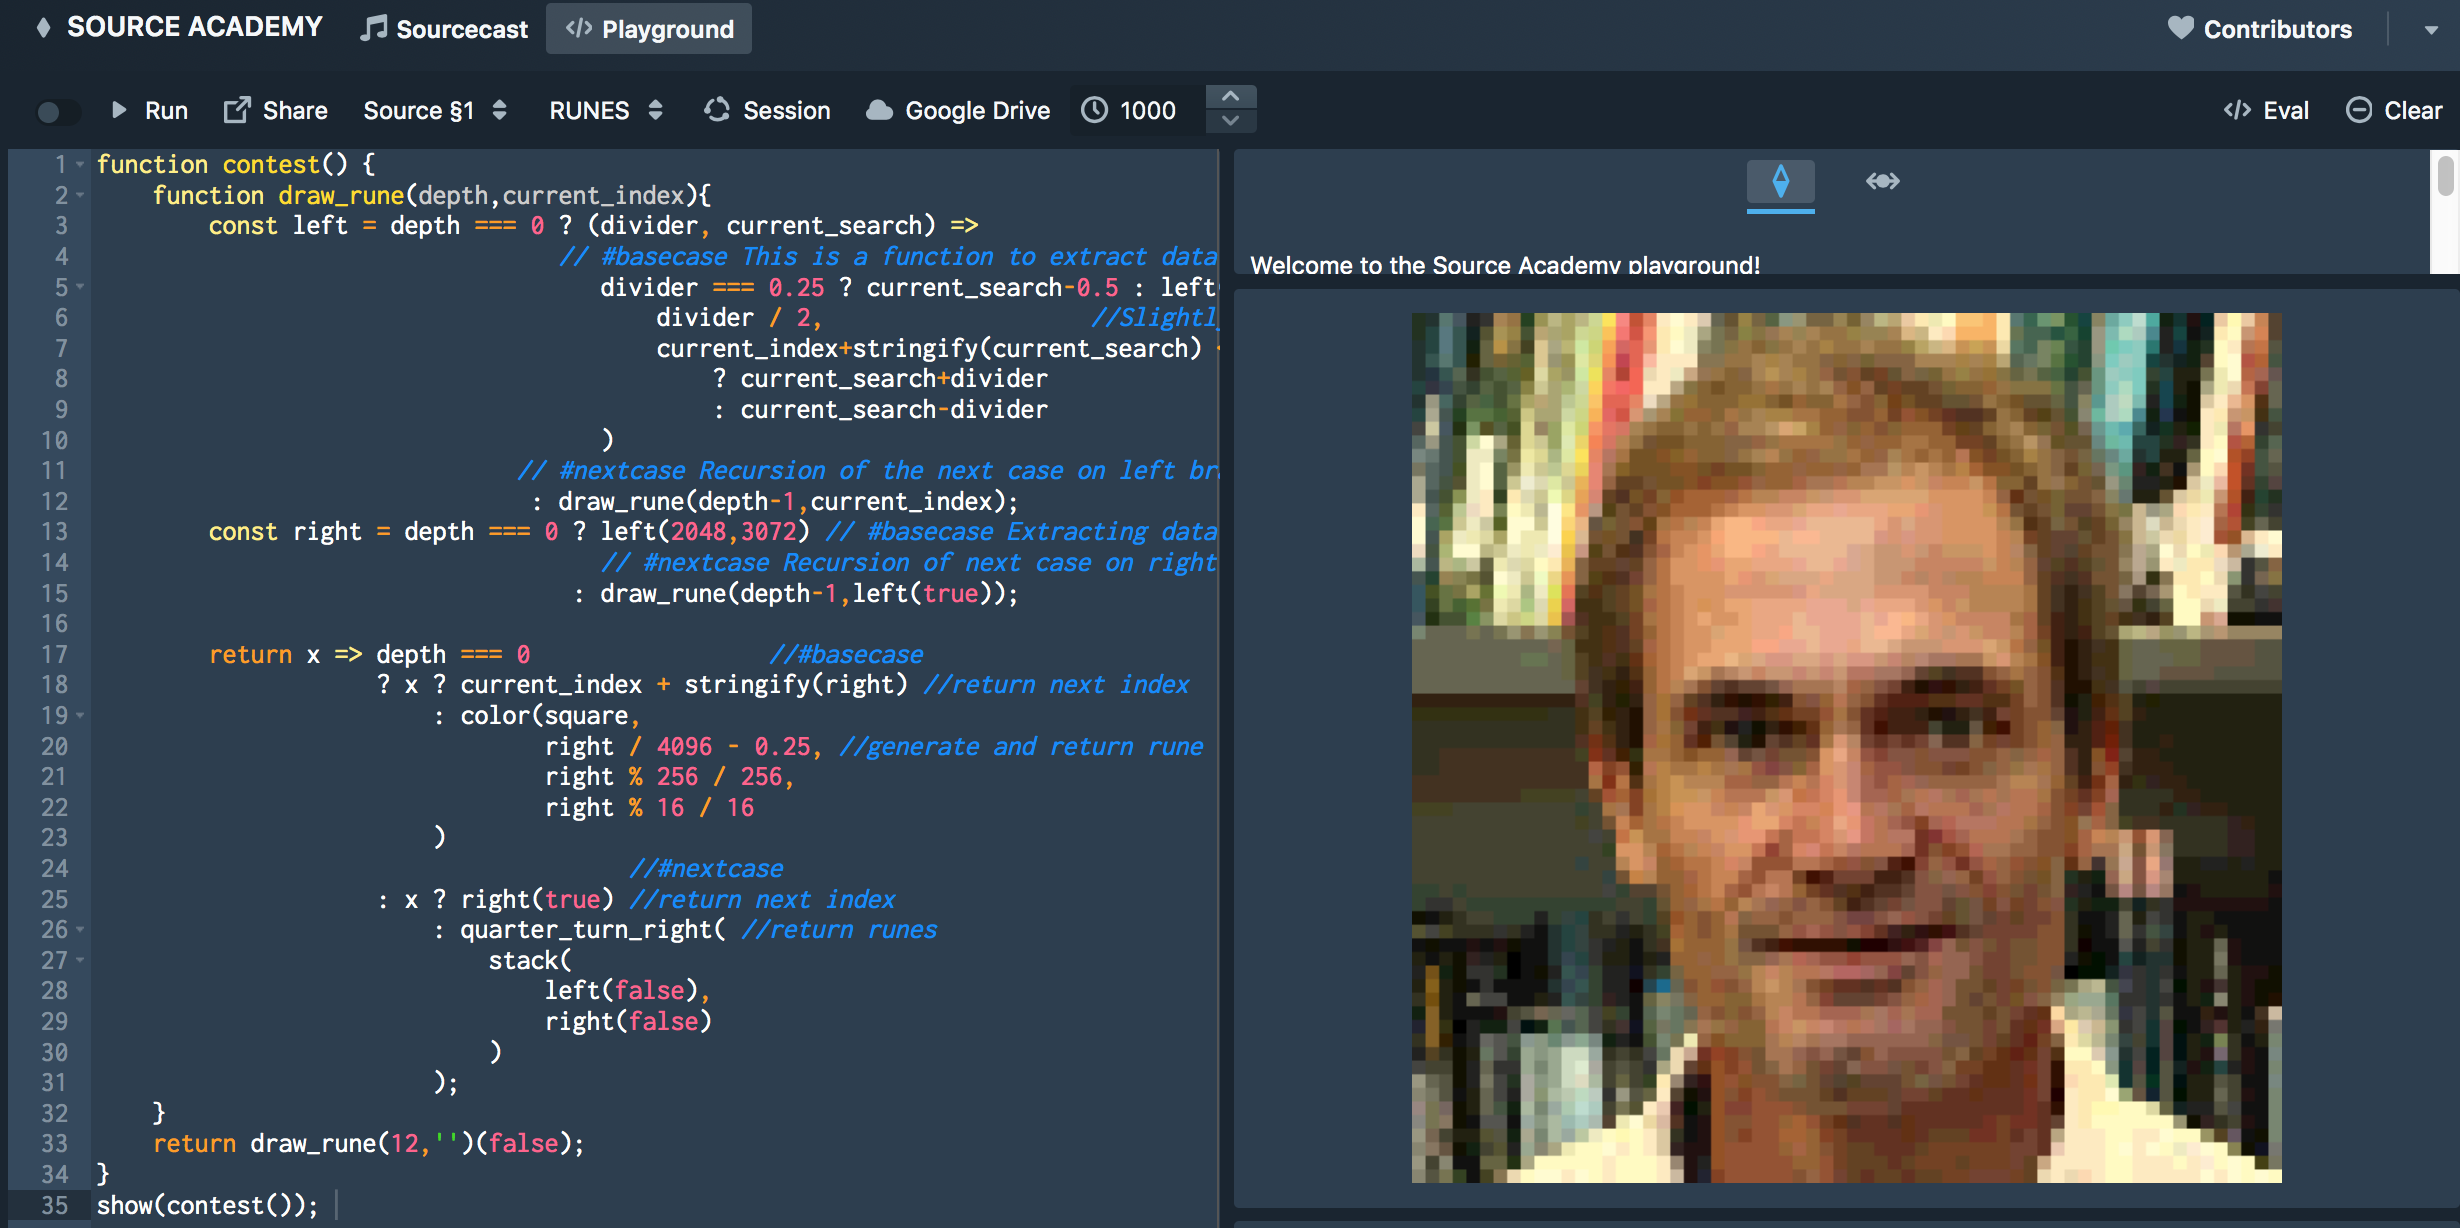 SOURCE ACADEMY Sourcecast </> Playground Contributors
Run Share Source §1 RUNES Session Google Drive 1000 </> Eval Clear
1 function contest() {
2 function draw_rune(depth,current_index){
3 const left = depth === 0 ? (divider, current_search) =>
4 // #basecase This is a function to extract data
5 divider === 0.25 ? current_search-0.5 : left(
6 divider / 2, //Slightl
7 current_index+stringify(current_search)
8 ? current_search+divider
9 : current_search-divider
10 )
11 // #nextcase Recursion of the next case on left br
12 : draw_rune(depth-1,current_index);
13 const right = depth === 0 ? left(2048,3072) // #basecase Extracting data
14 // #nextcase Recursion of next case on right
15 : draw_rune(depth-1,left(true));
16
17 return x => depth === 0 //#basecase
18 ? x ? current_index + stringify(right) //return next index
19 : color(square,
20 right / 4096 - 0.25, //generate and return rune
21 right % 256 / 256,
22 right % 16 / 16
23 )
24 //#nextcase
25 : x ? right(true) //return next index
26 : quarter_turn_right( //return runes
27 stack(
28 left(false),
29 right(false)
30 )
31 );
32 }
33 return draw_rune(12,'')(false);
34 }
35 show(contest());
Welcome to the Source Academy playground!